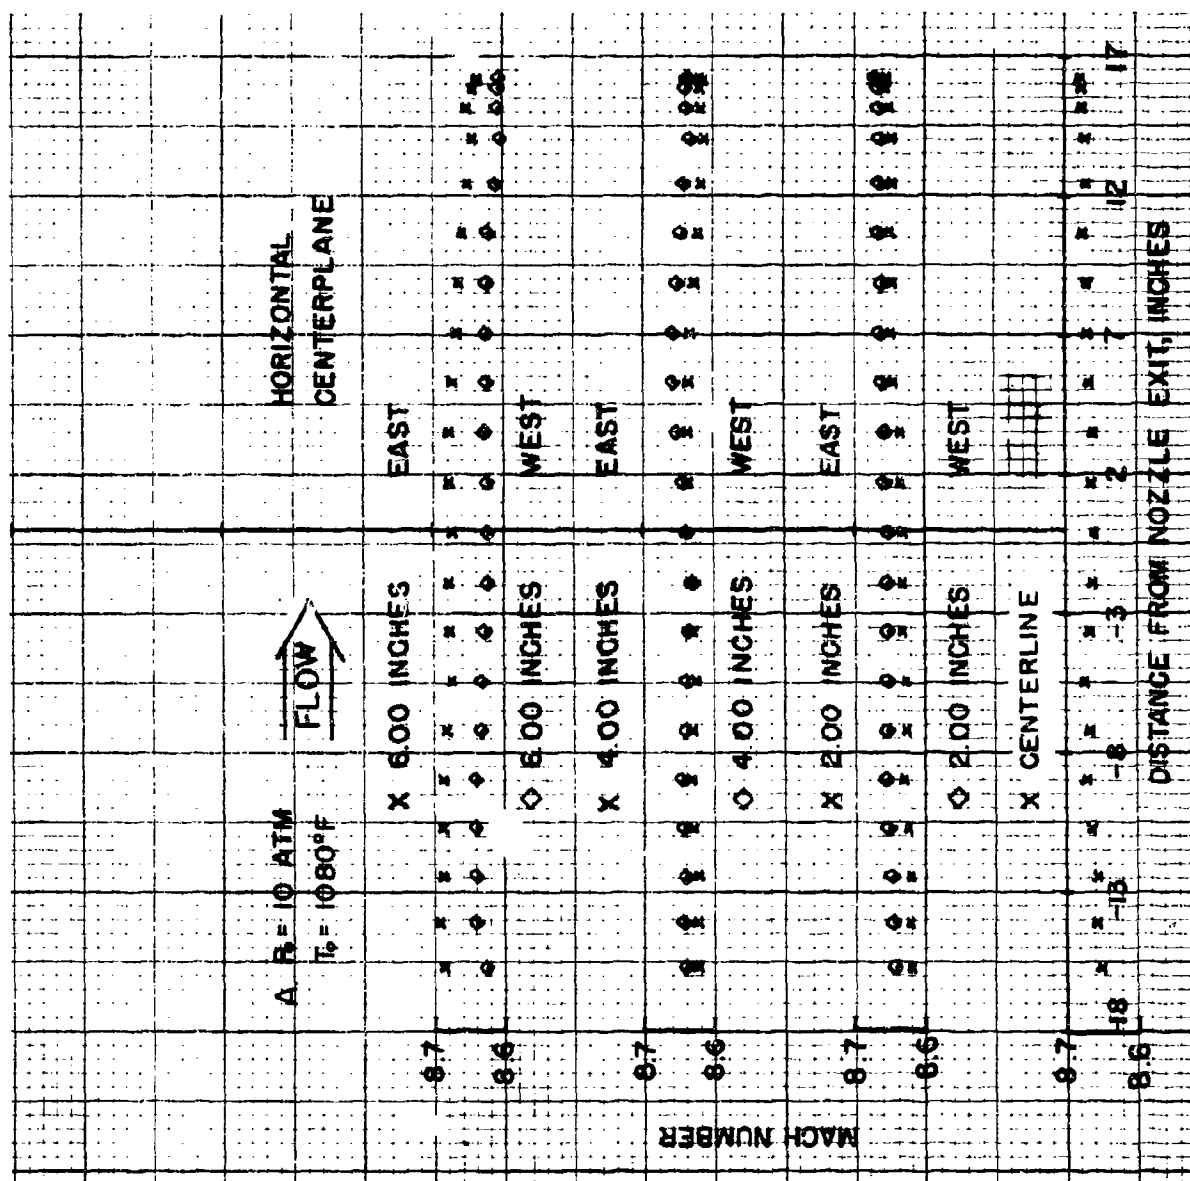 A. P₀ = 10 ATM
T₀ = 1080°F
FLOW
HORIZONTAL
CENTERPLANE
X 6.00 INCHES EAST
8.7
8.6
◇ 6.00 INCHES WEST
X 4.00 INCHES EAST
8.7
8.6
◇ 4.00 INCHES WEST
X 2.00 INCHES EAST
8.7
8.6
◇ 2.00 INCHES WEST
X CENTERLINE
8.7
8.6
MACH NUMBER
-18 -13 -8 -3 2 7 12 17
DISTANCE FROM NOZZLE EXIT, INCHES